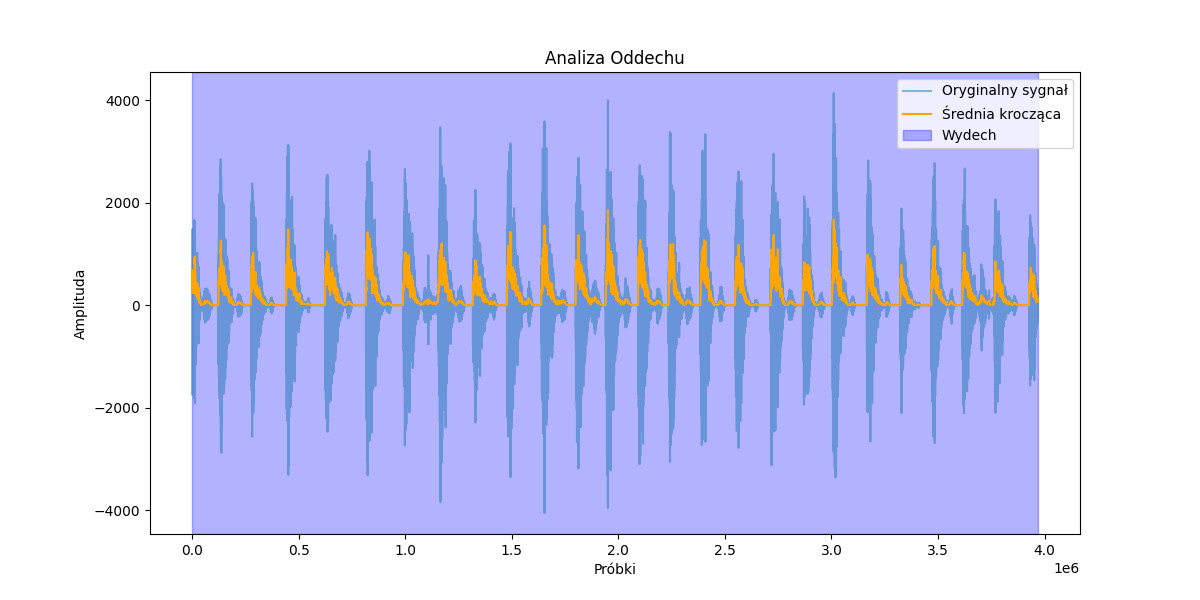 Analiza Oddechu
Oryginalny sygnał
Średnia krocząca
Wydech
Amplituda
4000
2000
0
−2000
−4000
0.0 0.5 1.0 1.5 2.0 2.5 3.0 3.5 4.0
1e6
Próbki